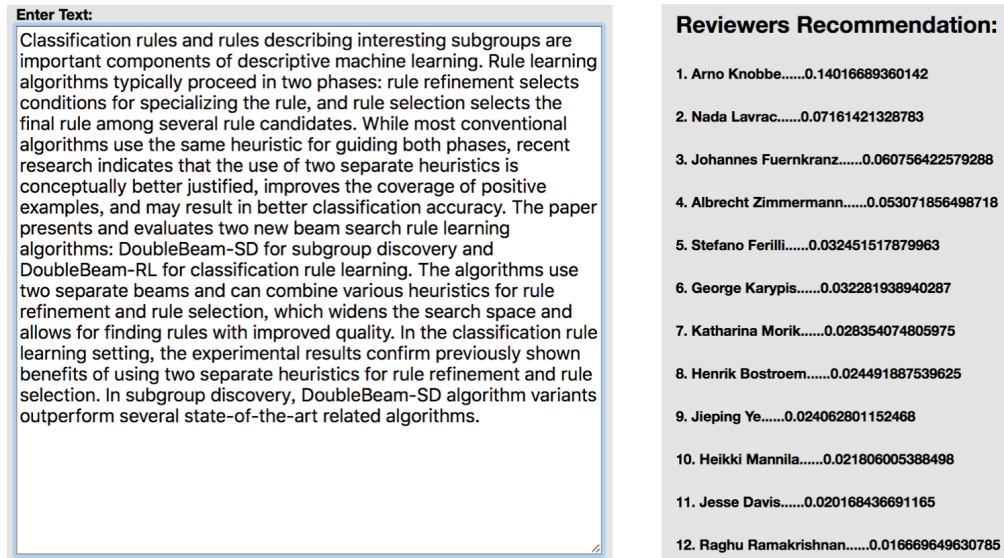 Enter Text:
Classification rules and rules describing interesting subgroups are
important components of descriptive machine learning. Rule learning
algorithms typically proceed in two phases: rule refinement selects
conditions for specializing the rule, and rule selection selects the
final rule among several rule candidates. While most conventional
algorithms use the same heuristic for guiding both phases, recent
research indicates that the use of two separate heuristics is
conceptually better justified, improves the coverage of positive
examples, and may result in better classification accuracy. The paper
presents and evaluates two new beam search rule learning
algorithms: DoubleBeam-SD for subgroup discovery and
DoubleBeam-RL for classification rule learning. The algorithms use
two separate beams and can combine various heuristics for rule
refinement and rule selection, which widens the search space and
allows for finding rules with improved quality. In the classification rule
learning setting, the experimental results confirm previously shown
benefits of using two separate heuristics for rule refinement and rule
selection. In subgroup discovery, DoubleBeam-SD algorithm variants
outperform several state-of-the-art related algorithms.
Reviewers Recommendation:
1. Arno Knobbe......0.14016689360142
2. Nada Lavrac......0.07161421328783
3. Johannes Fuernkranz......0.060756422579288
4. Albrecht Zimmermann......0.053071856498718
5. Stefano Ferilli......0.032451517879963
6. George Karypis......0.032281938940287
7. Katharina Morik......0.028354074805975
8. Henrik Bostroem......0.024491887539625
9. Jieping Ye......0.024062801152468
10. Heikki Mannila......0.021806005388498
11. Jesse Davis......0.020168436691165
12. Raghu Ramakrishnan......0.016669649630785